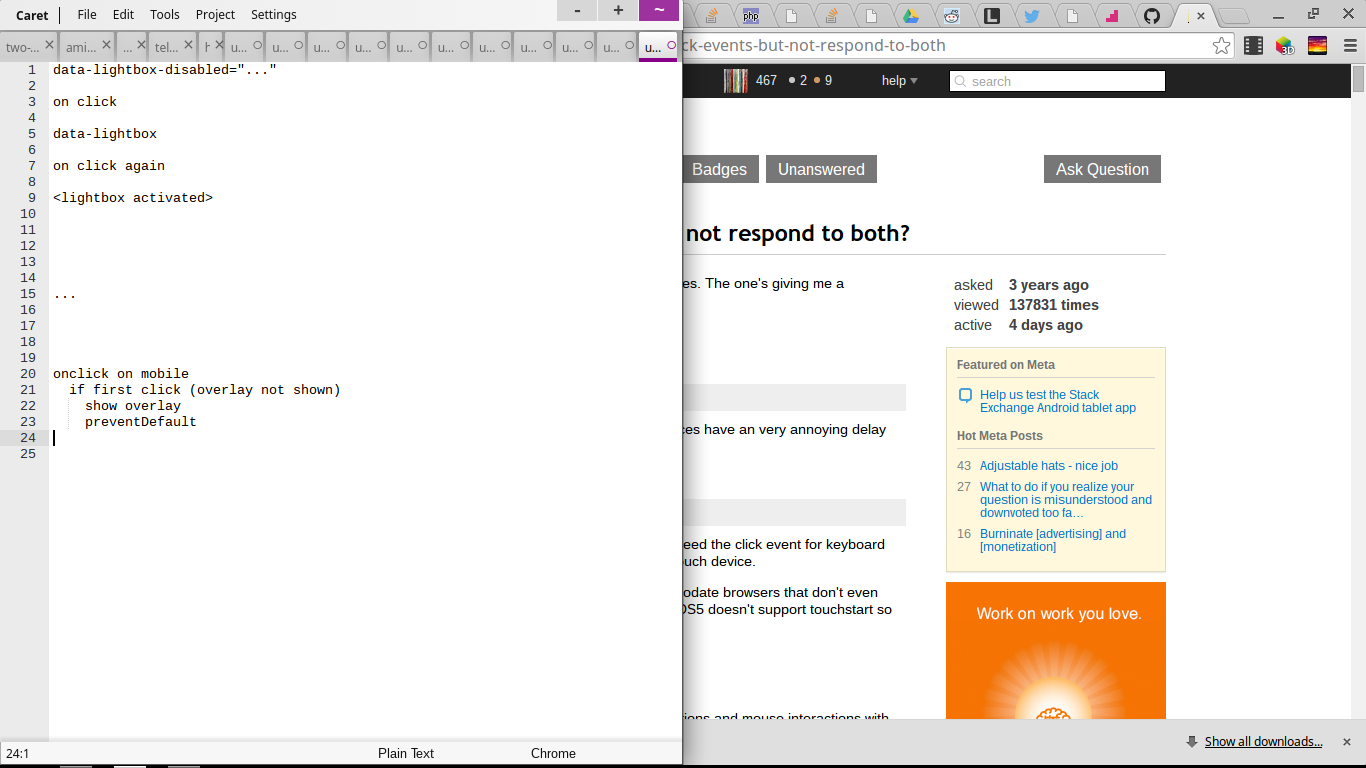 Caret File Edit Tools Project Settings - + ~
two-... ami... ... tel... u... u... u... u... u... u... u... u... u... u... u...
1 data-lightbox-disabled="..."
2
3 on click
4
5 data-lightbox
6
7 on click again
8
9 <lightbox activated>
10
11
12
13
14
15 ...
16
17
18
19
20 onclick on mobile
21 if first click (overlay not shown)
22 show overlay
23 preventDefault
24
25
24:1 Plain Text Chrome
php
ck-events-but-not-respond-to-both
3D
467 2 9 help search
Badges Unanswered Ask Question
not respond to both?
es. The one's giving me a
ces have an very annoying delay
eed the click event for keyboard
uch device.
odate browsers that don't even
OS5 doesn't support touchstart so
tions and mouse interactions with
asked 3 years ago
viewed 137831 times
active 4 days ago
Featured on Meta
Help us test the Stack
Exchange Android tablet app
Hot Meta Posts
43 Adjustable hats - nice job
27 What to do if you realize your
question is misunderstood and
downvoted too fa…
16 Burninate [advertising] and
[monetization]
Work on work you love.
Show all downloads...